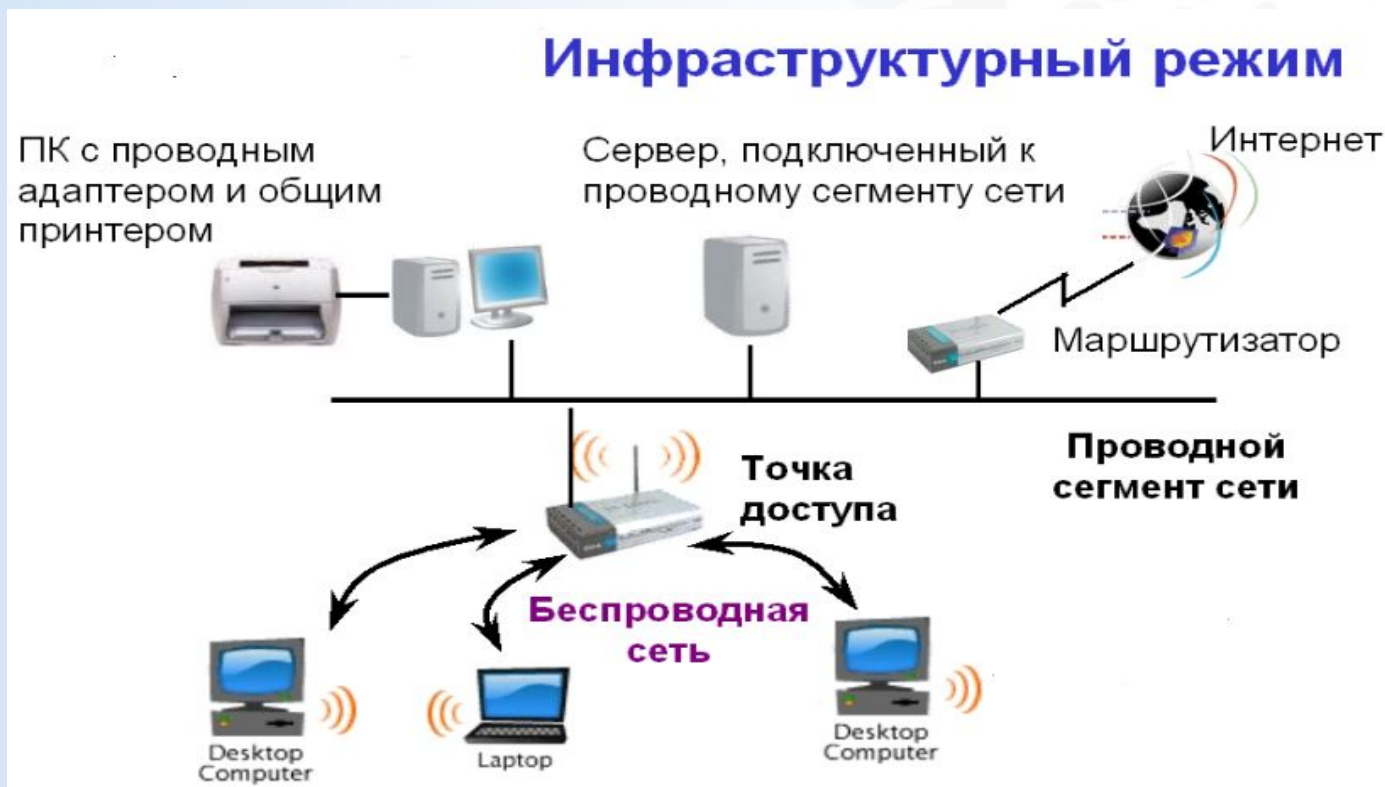 Инфраструктурный режим
ПК с проводным
адаптером и общим
принтером
Сервер, подключенный к
проводному сегменту сети
Интернет
Маршрутизатор
Проводной
сегмент сети
Точка
доступа
Беспроводная
сеть
Desktop
Computer
Laptop
Desktop
Computer